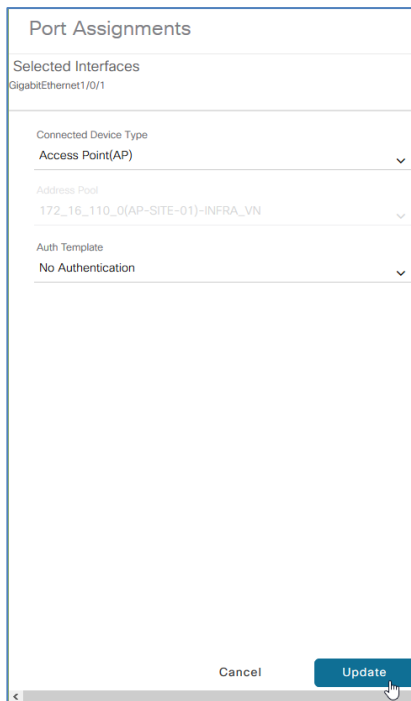 Port Assignments
Selected Interfaces
GigabitEthernet1/0/1
Connected Device Type
Access Point(AP)
Address Pool
172_16_110_0(AP-SITE-01)-INFRA_VN
Auth Template
No Authentication
Cancel
Update